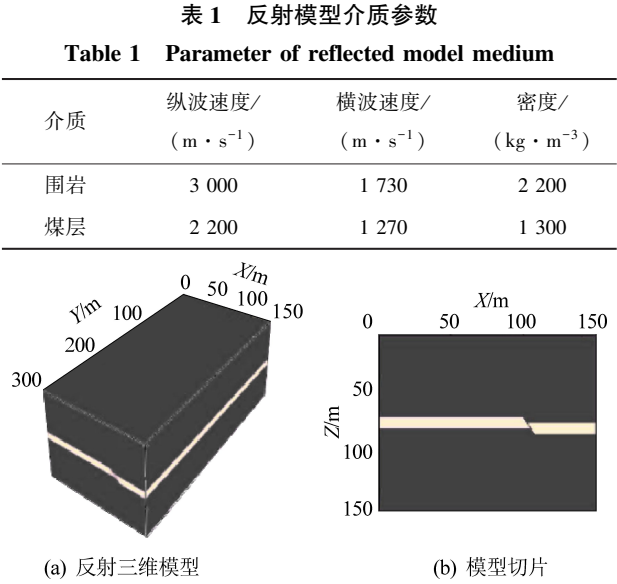 表 1 反射模型介质参数
Table 1 Parameter of reflected model medium
介质 纵波速度/ 横波速度/ 密度/
(m·s⁻¹) (m·s⁻¹) (kg·m⁻³)
围岩 3 000 1 730 2 200
煤层 2 200 1 270 1 300
X/m
0 50 100 150
Y/m
100
200
300
X/m
0 50 100 150
50
Z/m
100
150
(a) 反射三维模型 (b) 模型切片